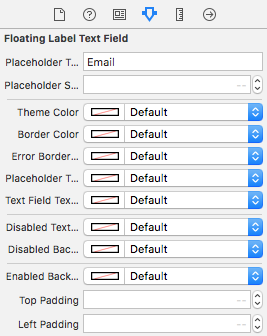 Floating Label Text Field
Placeholder T... Email
Placeholder S... --
Theme Color Default
Border Color Default
Error Border... Default
Placeholder T... Default
Text Field Tex... Default
Disabled Text... Default
Disabled Bac... Default
Enabled Back... Default
Top Padding --
Left Padding --